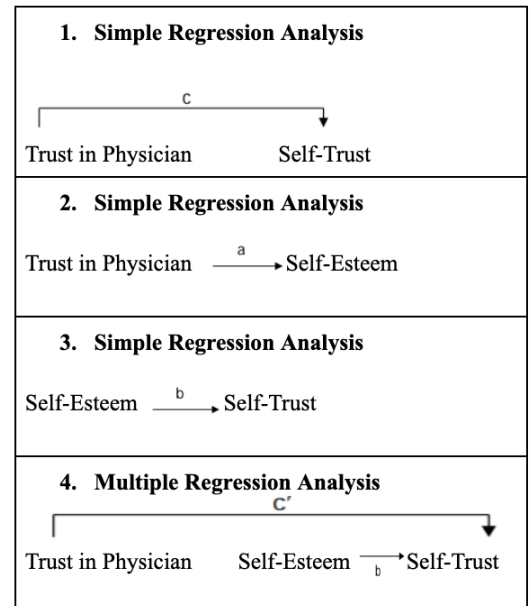 1. Simple Regression Analysis
c
Trust in Physician Self-Trust
2. Simple Regression Analysis
a
Trust in Physician Self-Esteem
3. Simple Regression Analysis
b
Self-Esteem Self-Trust
4. Multiple Regression Analysis
C′
Trust in Physician Self-Esteem Self-Trust
b